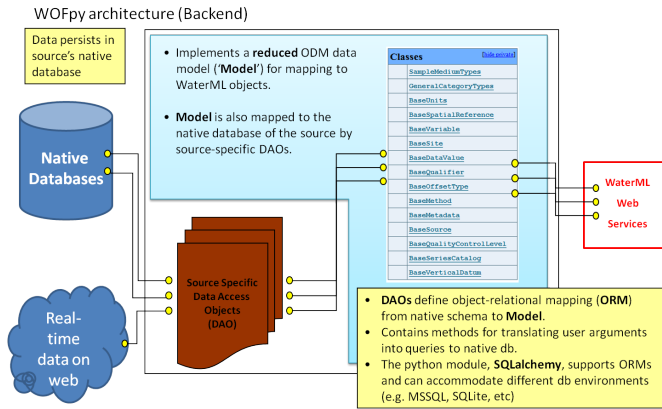 WOFpy architecture (Backend)
Data persists in
source's native
database
• Implements a reduced ODM data
model ('Model') for mapping to
WaterML objects.
• Model is also mapped to the
native database of the source by
source-specific DAOs.
Classes [hide private]
SampleMediumTypes
GeneralCategoryTypes
BaseUnits
BaseSpatialReference
BaseVariable
BaseSite
BaseDataValue
BaseQualifier
BaseOffsetType
BaseMethod
BaseMetadata
BaseSource
BaseQualityControlLevel
BaseSeriesCatalog
BaseVerticalDatum
Native
Databases
WaterML
Web
Services
Source Specific
Data Access
Objects
(DAO)
Real-
time
data on
web
• DAOs define object-relational mapping (ORM)
from native schema to Model.
• Contains methods for translating user arguments
into queries to native db.
• The python module, SQLalchemy, supports ORMs
and can accommodate different db environments
(e.g. MSSQL, SQLite, etc)